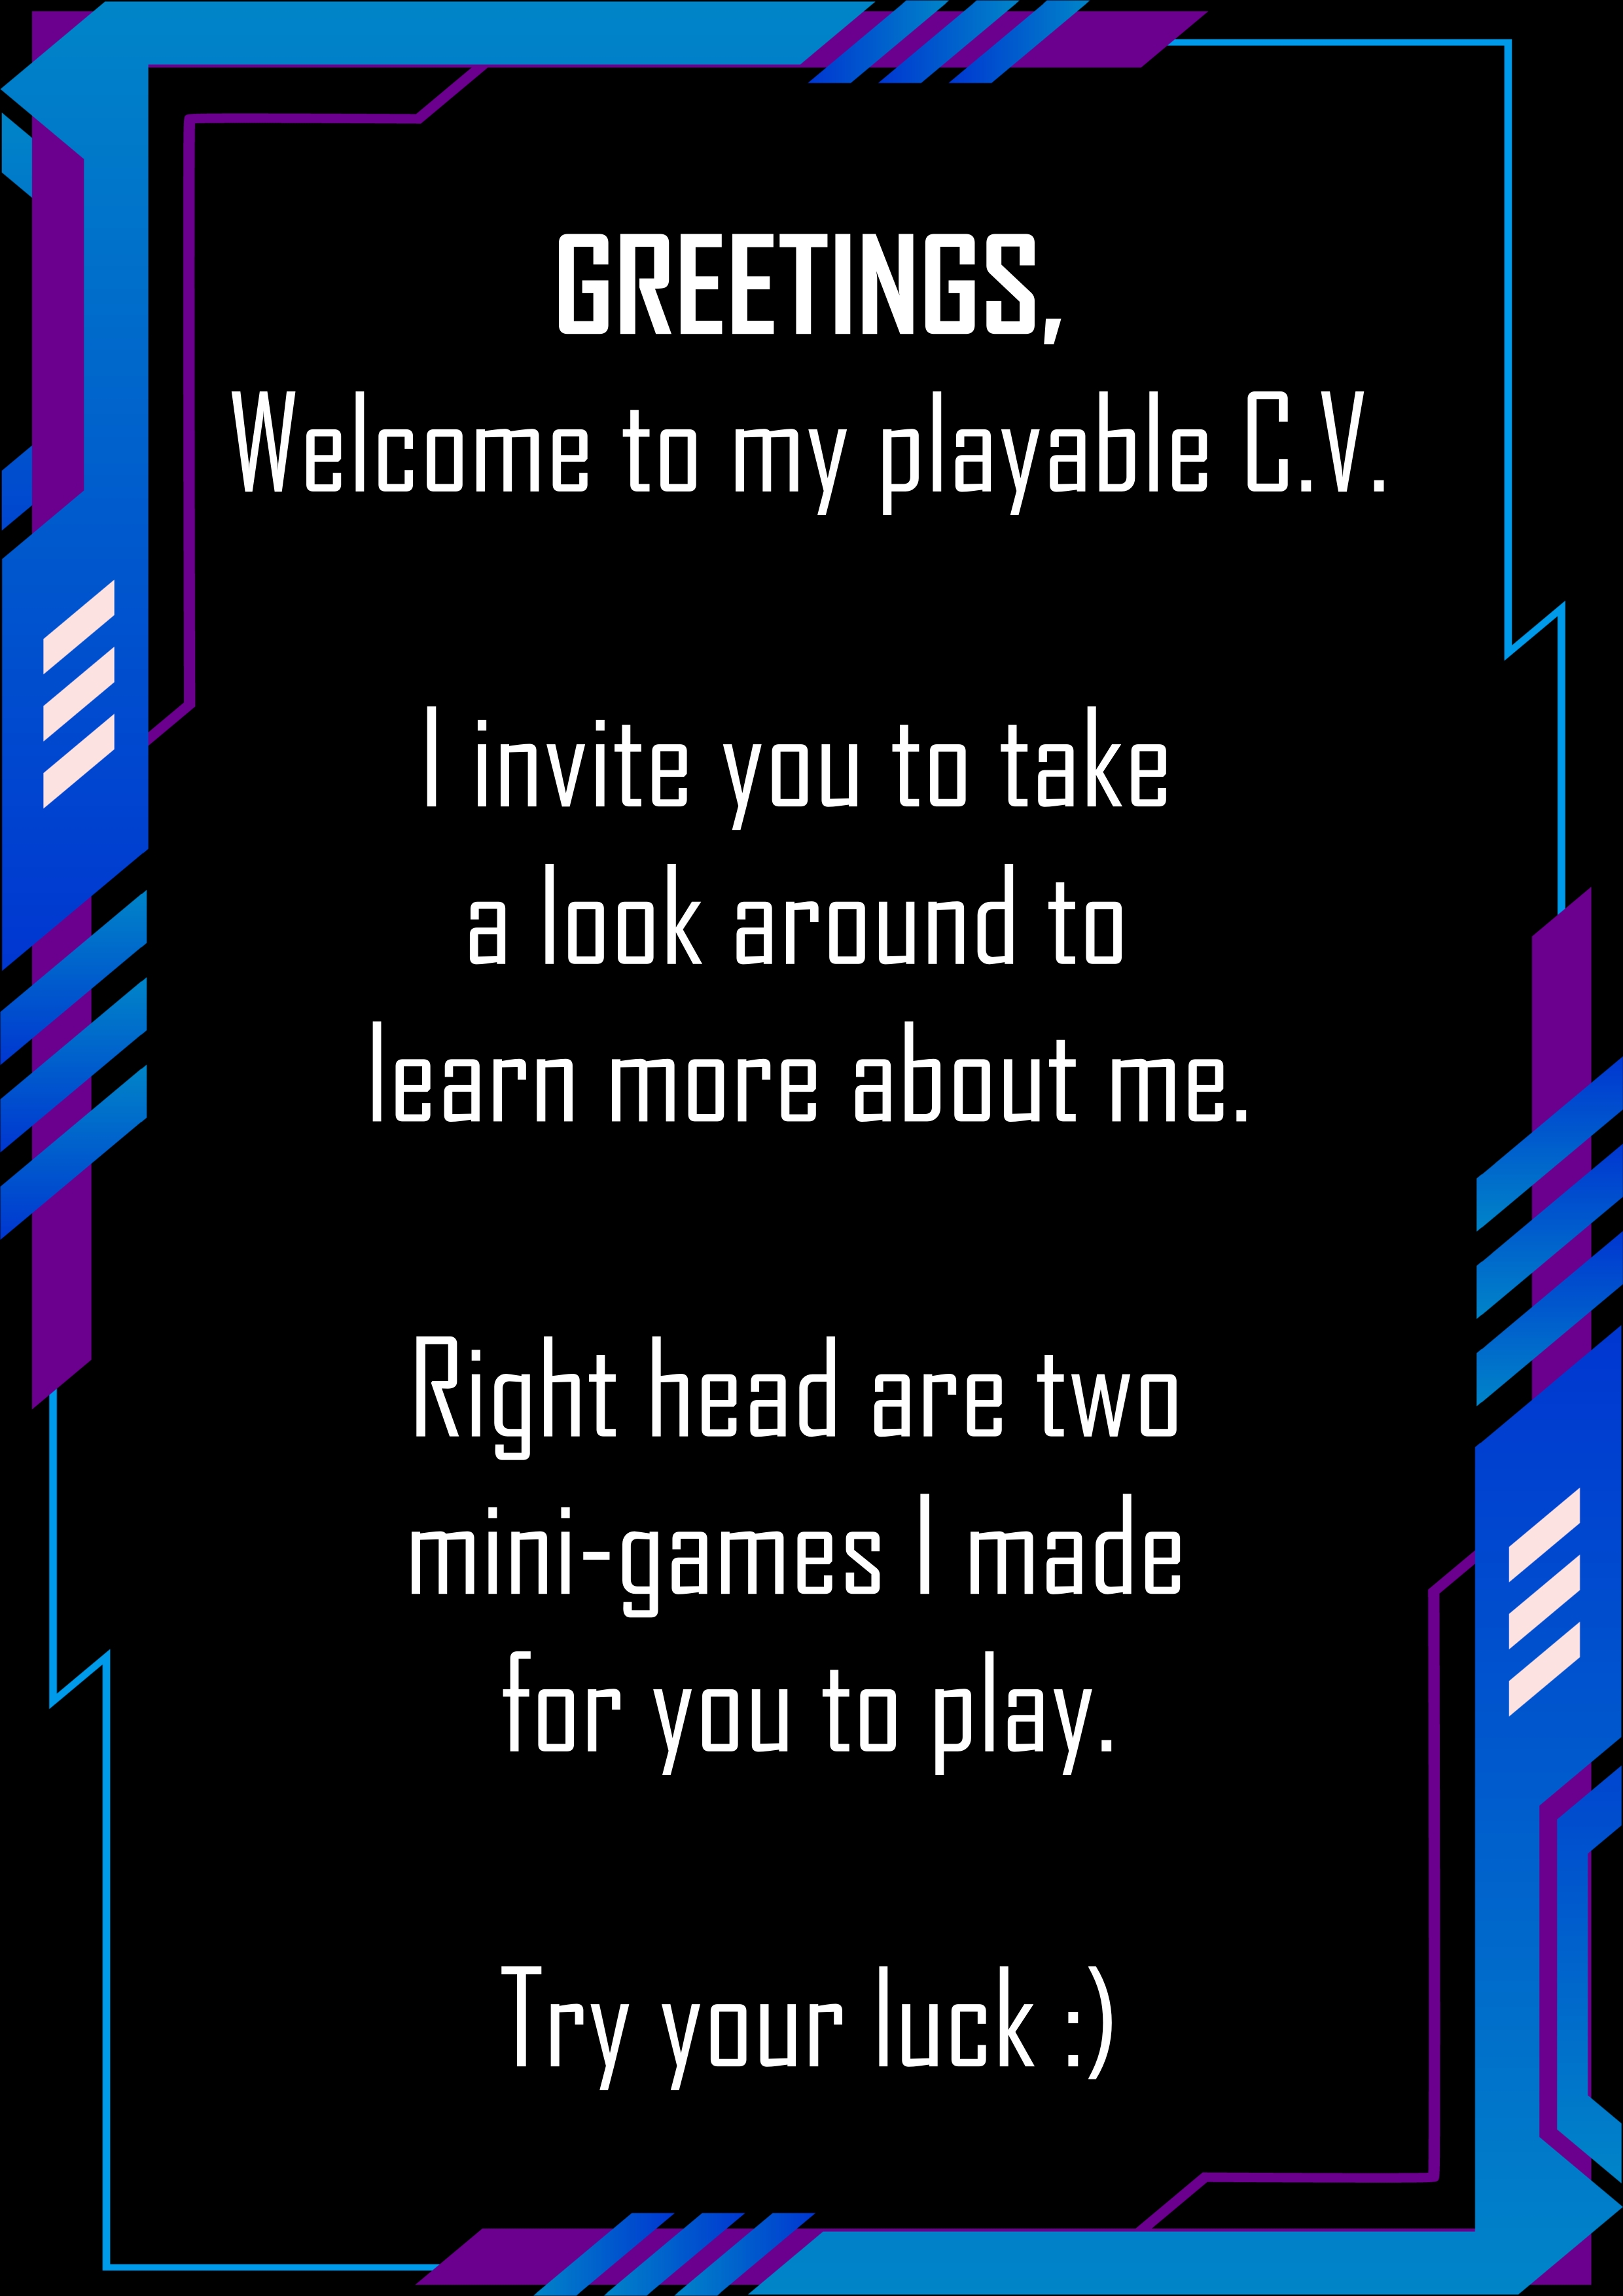 GREETINGS,
Welcome to my playable C.V.
I invite you to take
a look around to
learn more about me.
Right head are two
mini-games I made
for you to play.
Try your luck :)